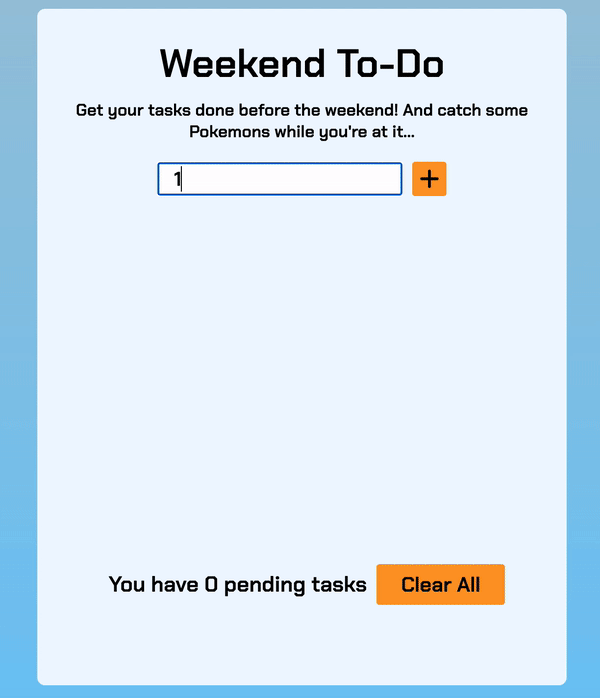 Weekend To-Do
Get your tasks done before the weekend! And catch some
Pokemons while you're at it...
1
+
You have 0 pending tasks
Clear All